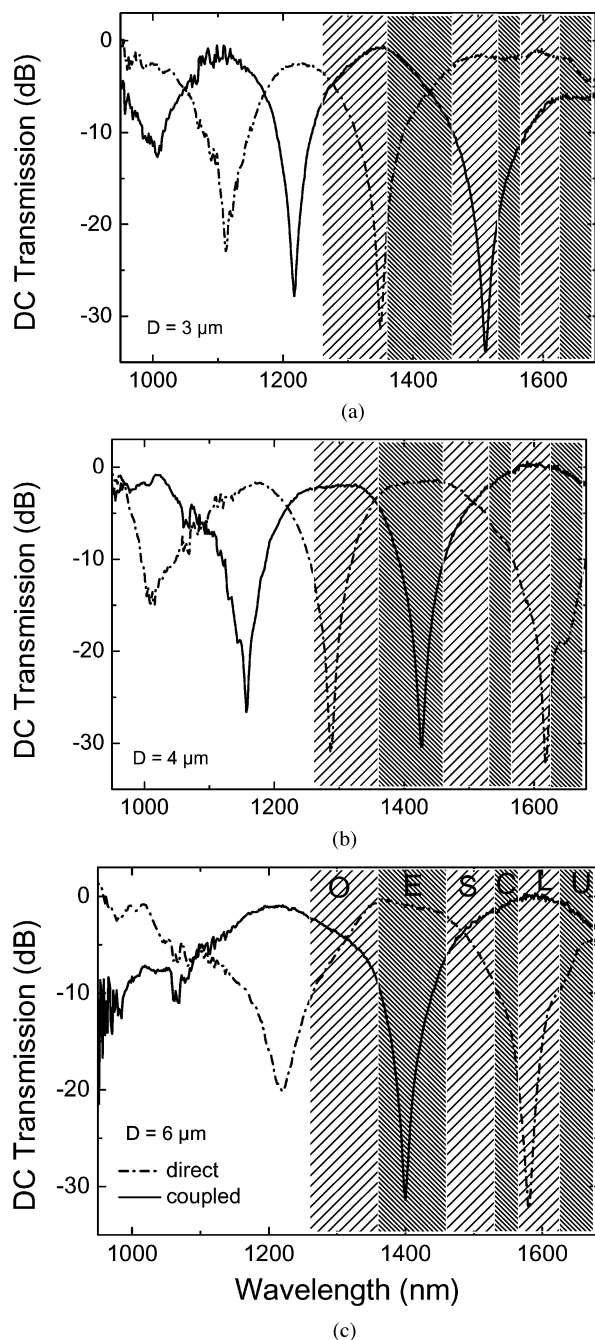 0
-10
-20
-30
DC Transmission (dB)
D = 3 μm
1000 1200 1400 1600
(a)
0
-10
-20
-30
DC Transmission (dB)
D = 4 μm
1000 1200 1400 1600
(b)
O E S C L U
0
-10
-20
-30
DC Transmission (dB)
D = 6 μm
direct
coupled
1000 1200 1400 1600
Wavelength (nm)
(c)